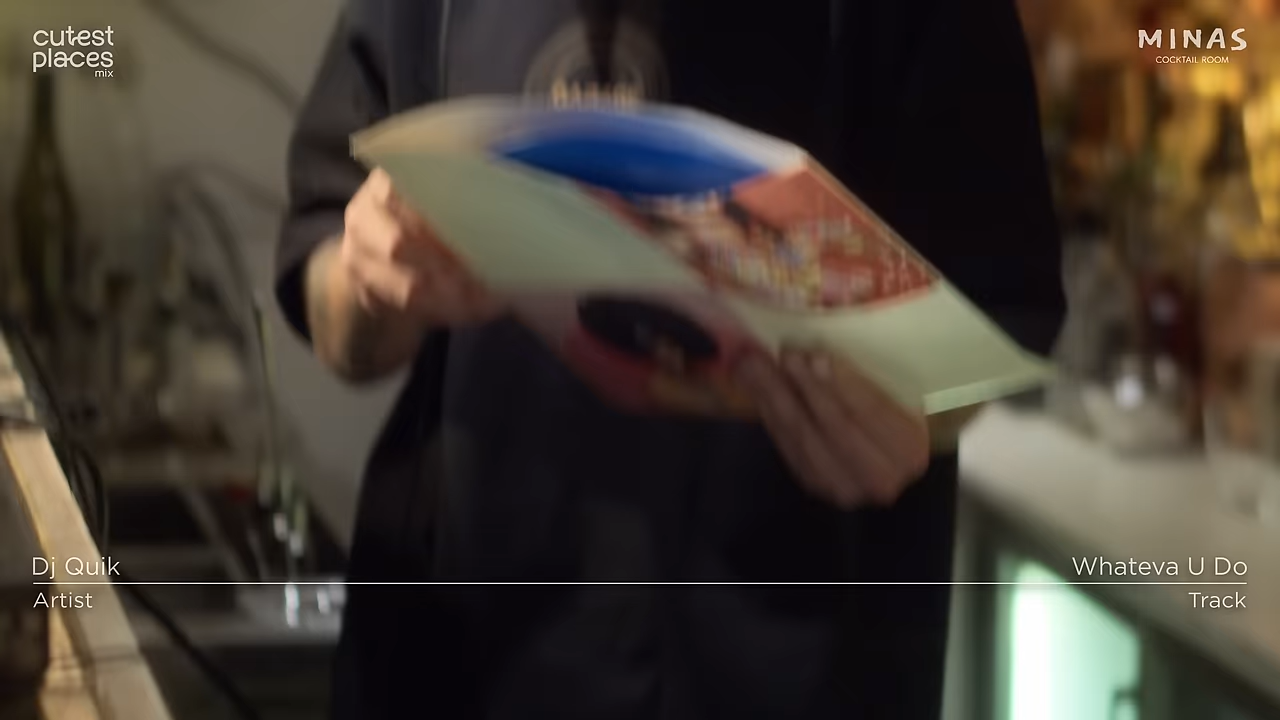 cutest
places
mix
MINAS
COCKTAIL ROOM
Dj Quik
Whateva U Do
Artist
Track